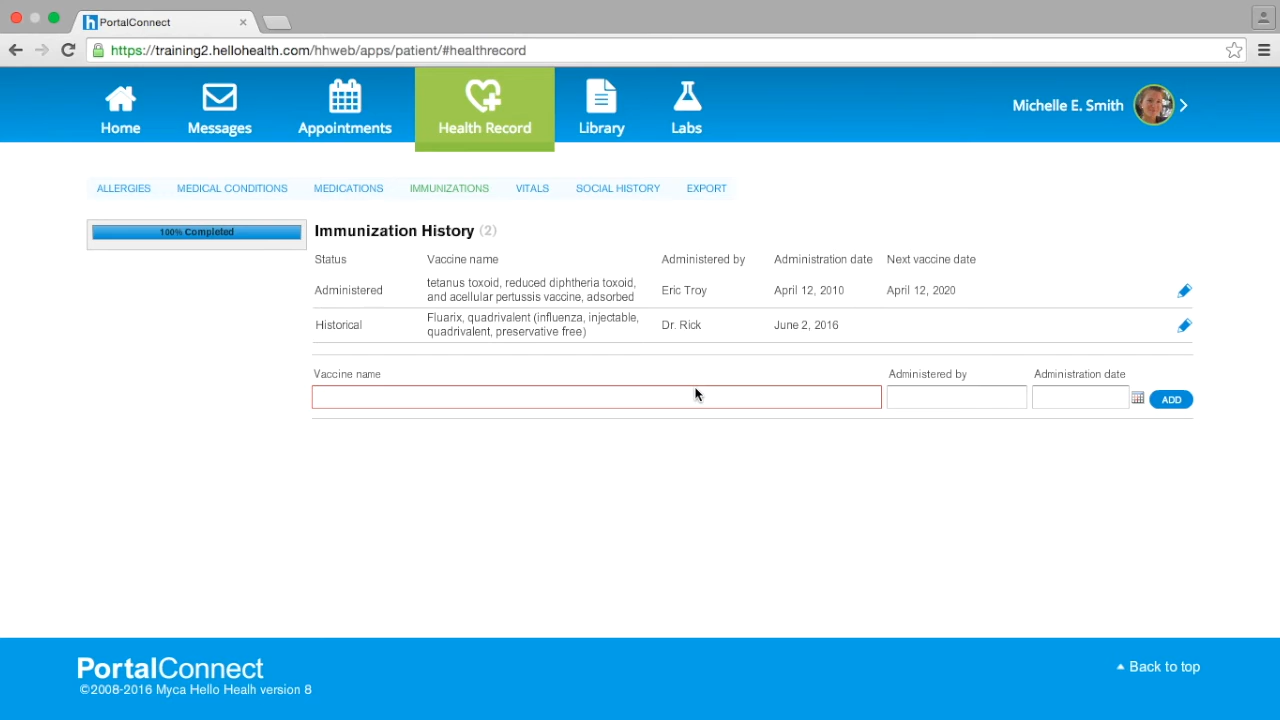 h PortalConnect
https://training2.hellohealth.com/hhweb/apps/patient/#healthrecord
Home
Messages
Appointments
Health Record
Library
Labs
Michelle E. Smith
ALLERGIES
MEDICAL CONDITIONS
MEDICATIONS
IMMUNIZATIONS
VITALS
SOCIAL HISTORY
EXPORT
100% Completed
Immunization History (2)
Status Vaccine name Administered by Administration date Next vaccine date
Administered
tetanus toxoid, reduced diphtheria toxoid,
and acellular pertussis vaccine, adsorbed
Eric Troy
April 12, 2010
April 12, 2020
Historical
Fluarix, quadrivalent (influenza, injectable,
quadrivalent, preservative free)
Dr. Rick
June 2, 2016
Vaccine name Administered by Administration date
ADD
PortalConnect
©2008-2016 Myca Hello Healh version 8
Back to top